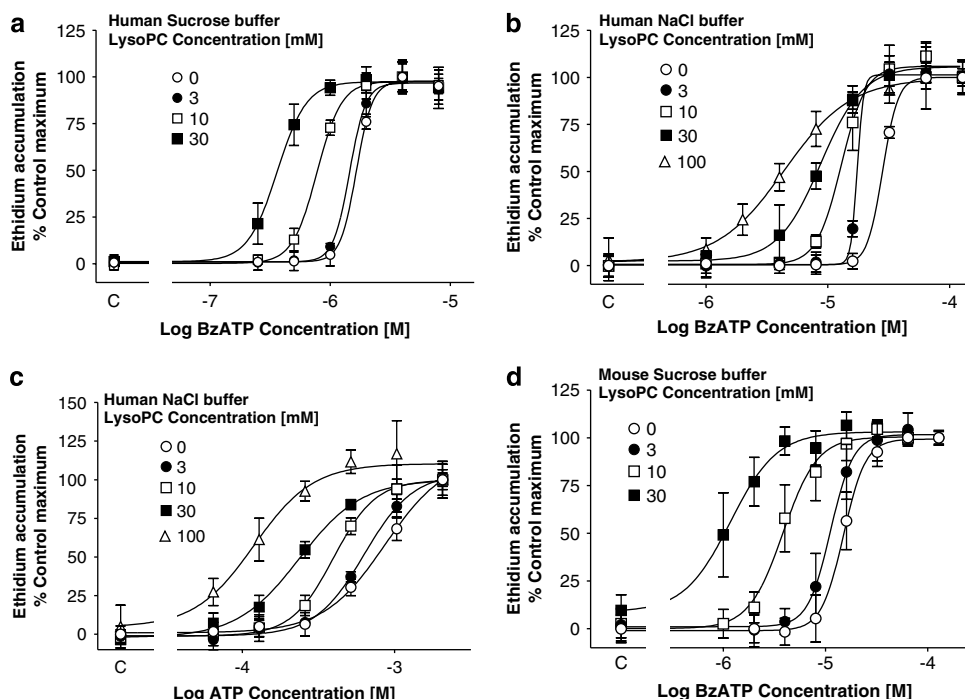 a
Human Sucrose buffer
LysoPC Concentration [mM]
0
3
10
30
125
100
75
50
25
0
Ethidium accumulation
% Control maximum
C
-7
-6
-5
Log BzATP Concentration [M]
b
Human NaCl buffer
LysoPC Concentration [mM]
0
3
10
30
100
125
100
75
50
25
0
Ethidium accumulation
% Control maximum
C
-6
-5
-4
Log BzATP Concentration [M]
c
Human NaCl buffer
LysoPC Concentration [mM]
0
3
10
30
100
150
125
100
75
50
25
0
Ethidium accumulation
% Control maximum
C
-4
-3
Log ATP Concentration [M]
d
Mouse Sucrose buffer
LysoPC Concentration [mM]
0
3
10
30
125
100
75
50
25
0
Ethidium accumulation
% Control maximum
C
-6
-5
-4
Log BzATP Concentration [M]